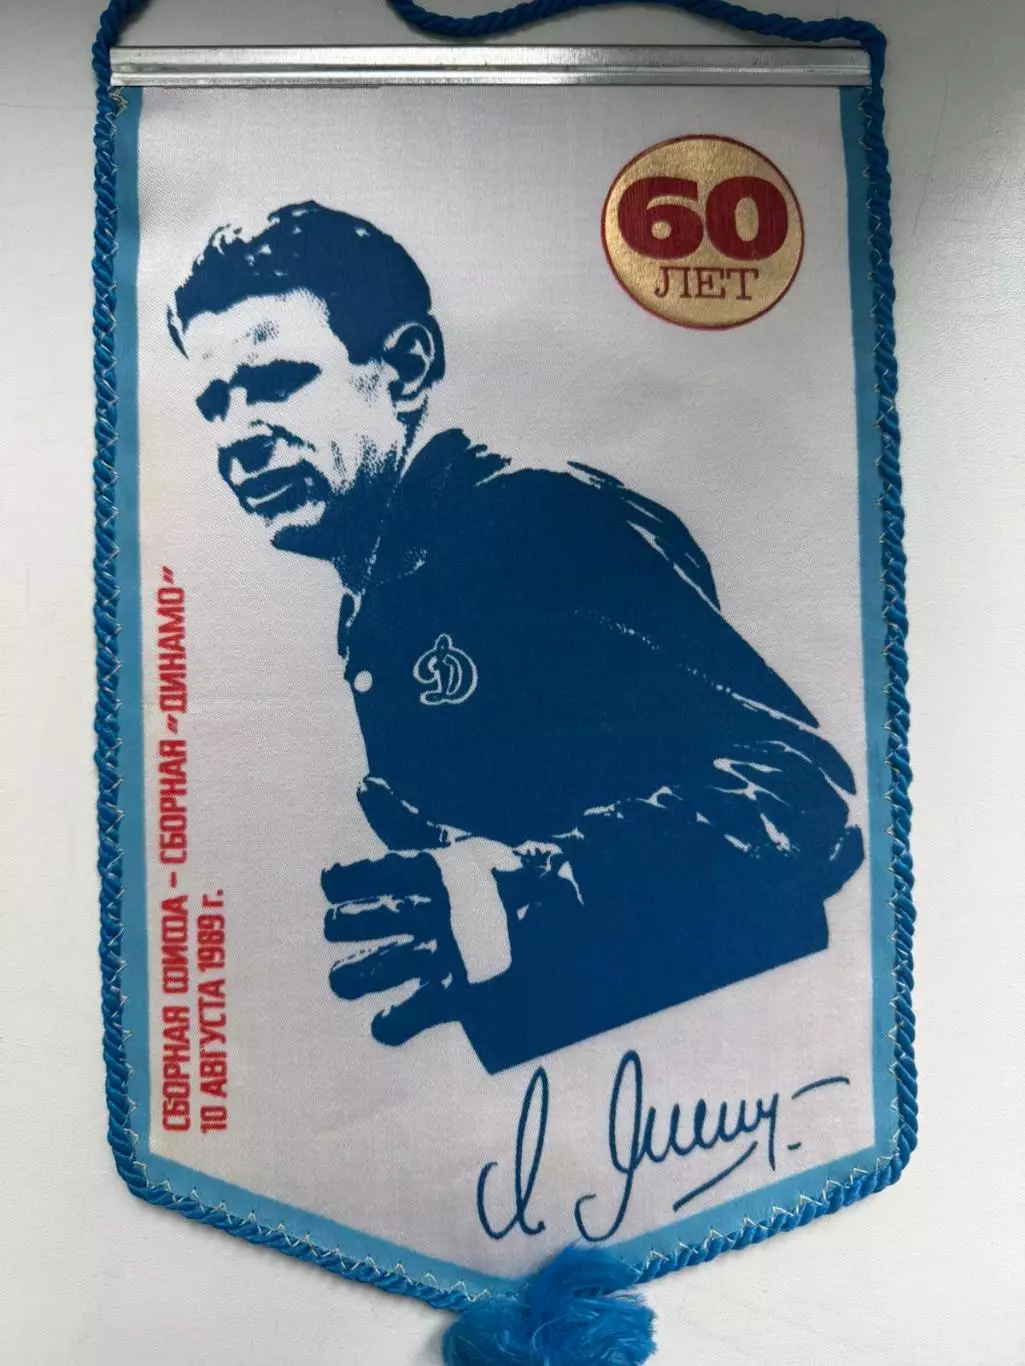 60
ЛЕТ
СБОРНАЯ ФИФА – СБОРНАЯ "ДИНАМО"
10 АВГУСТА 1989 г.
Д